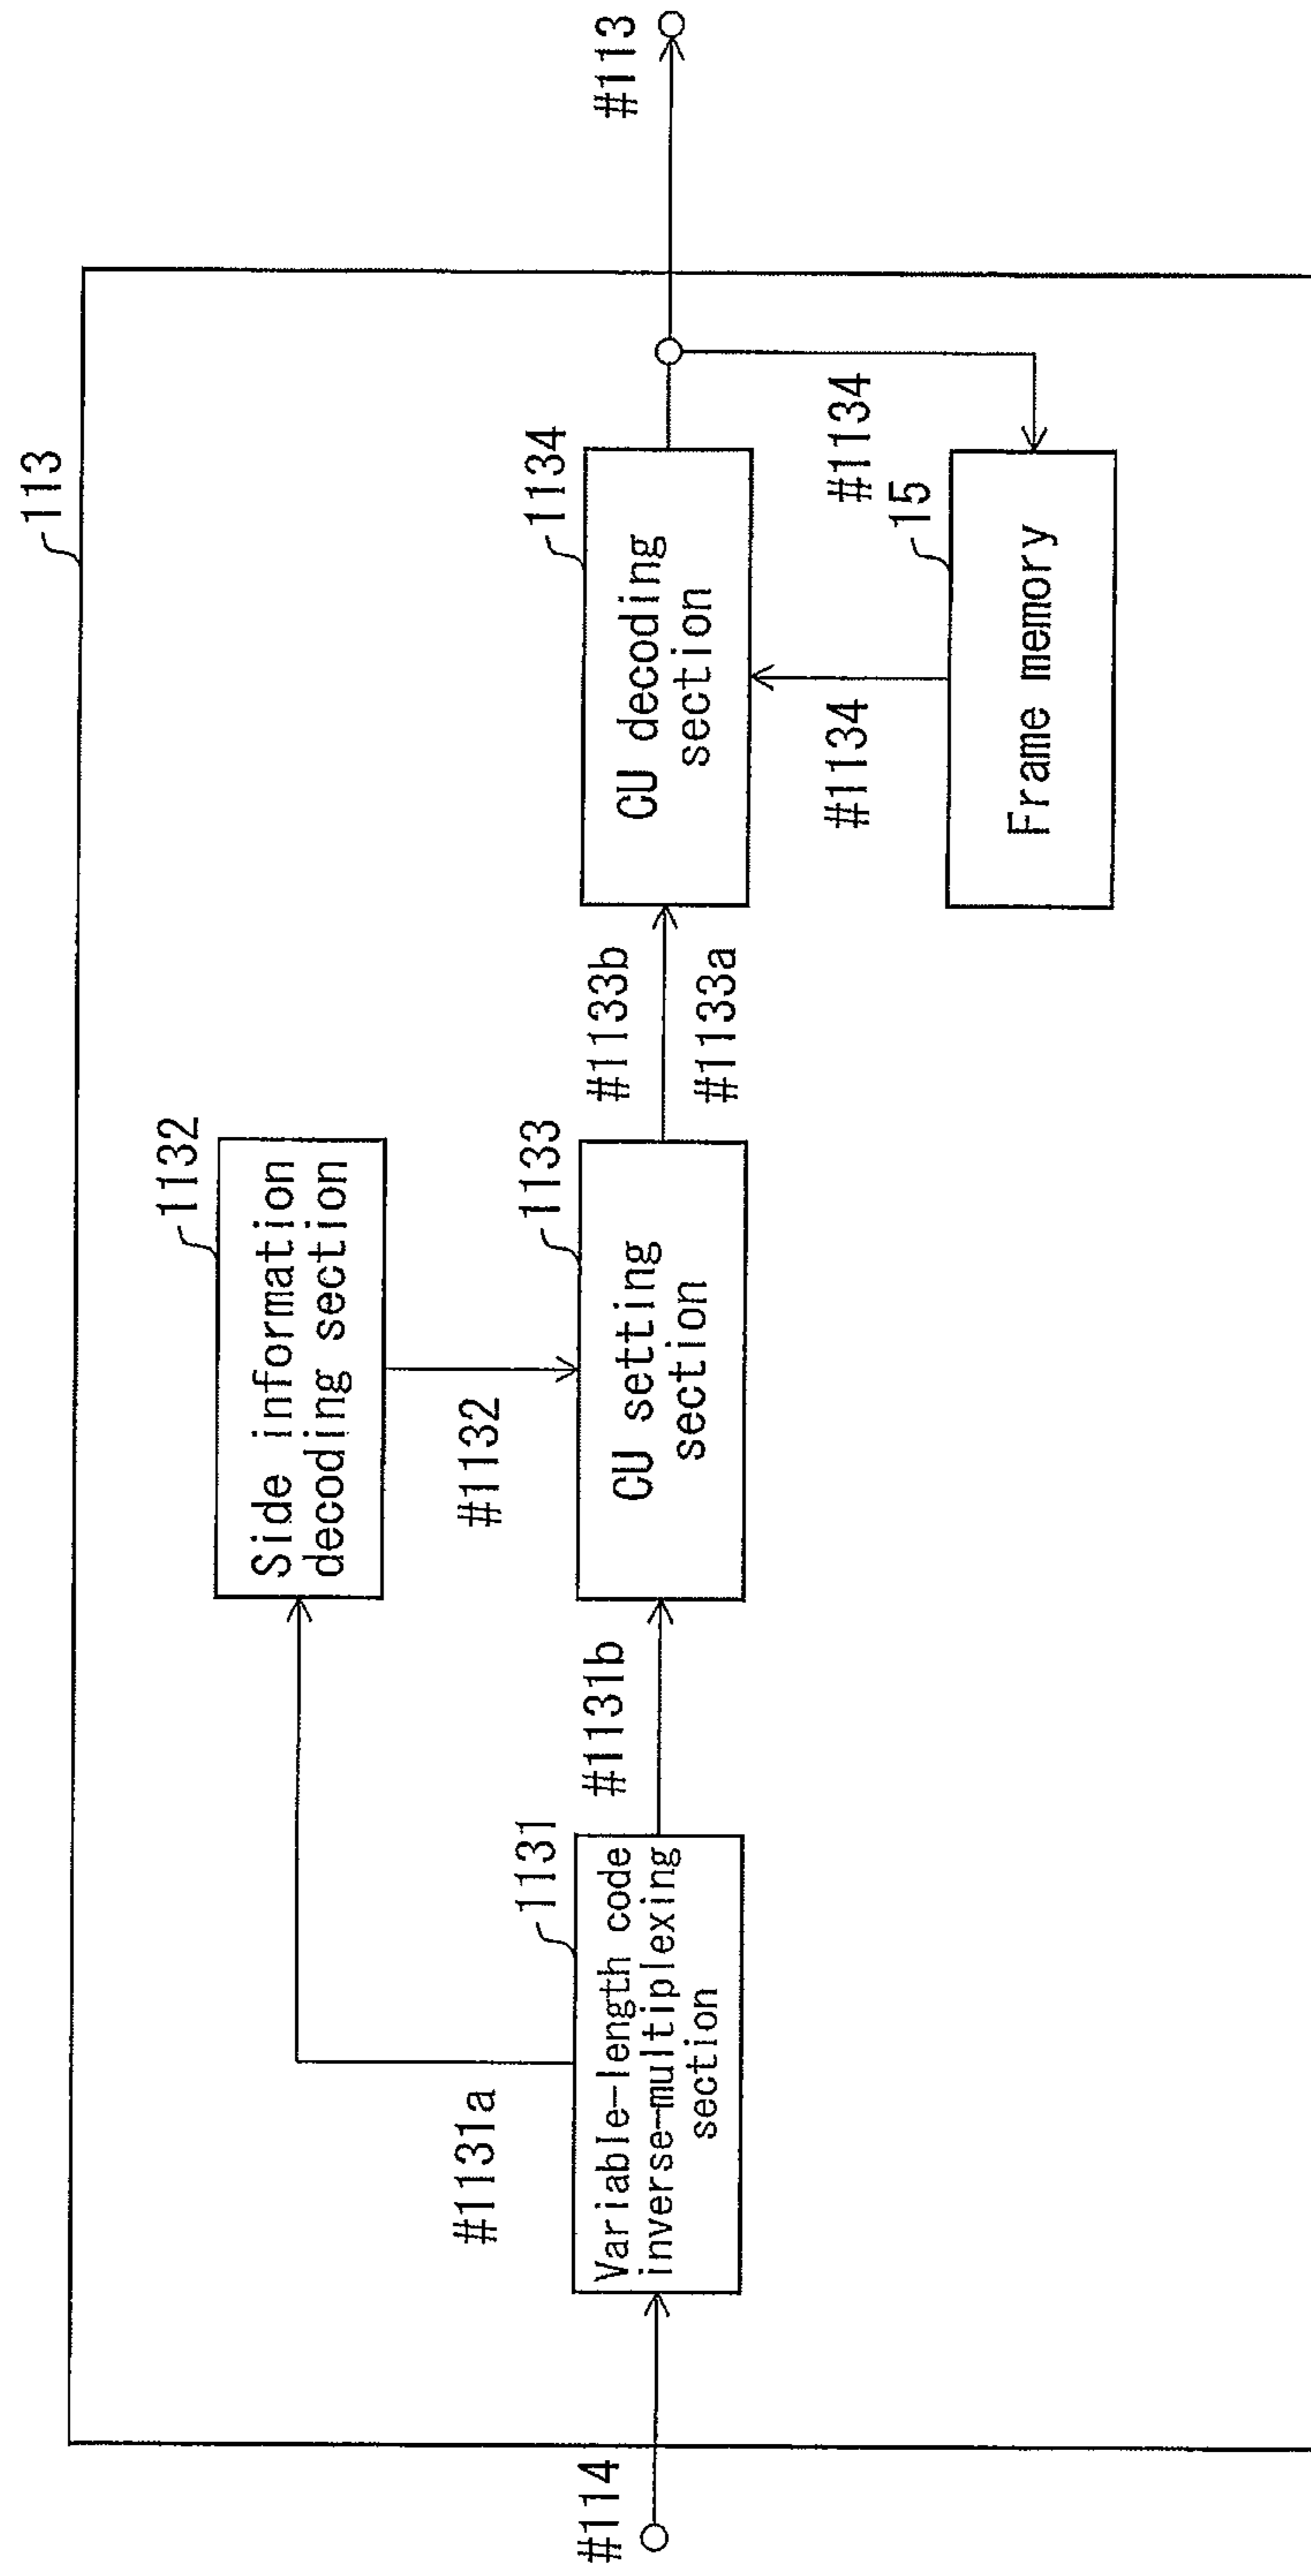 113
#114
Variable-length code
inverse-multiplexing
section
1131
#1131a
#1131b
Side information
decoding section
1132
#1132
CU setting
section
1133
#1133b
#1133a
CU decoding
section
1134
#1134
#1134
Frame memory
15
#113